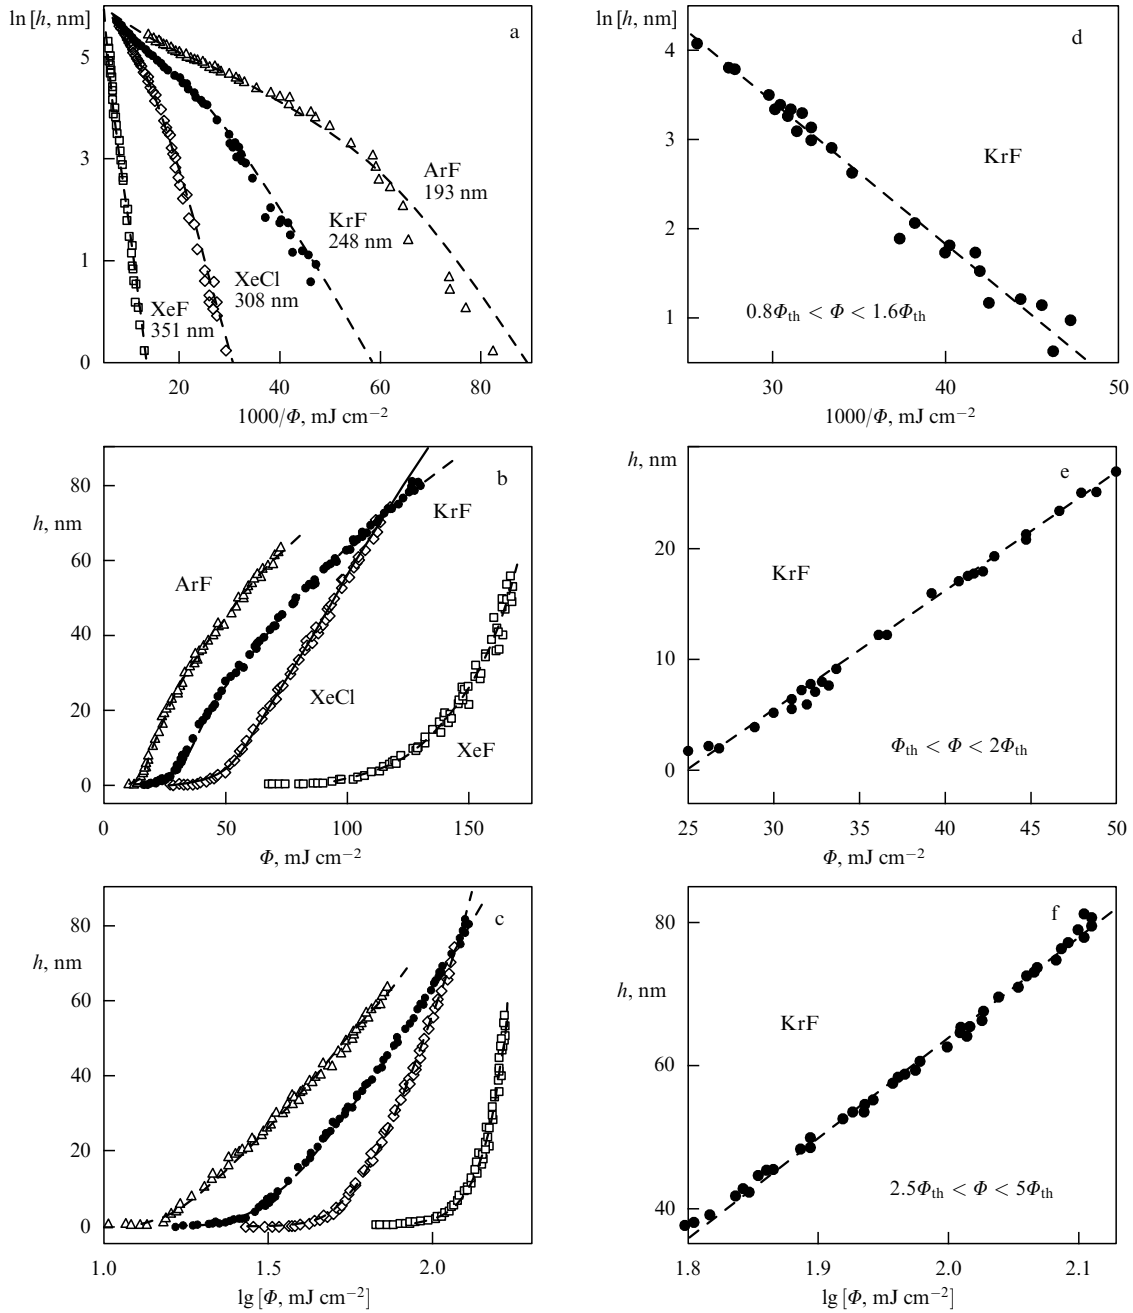 ln [h, nm]
a
5
3
1
0
ArF
193 nm
KrF
248 nm
XeCl
308 nm
XeF
351 nm
20 40 60 80
1000/Φ, mJ cm⁻²
ln [h, nm]
d
4
3
2
1
KrF
0.8Φth < Φ < 1.6Φth
30 40 50
1000/Φ, mJ cm⁻²
b
80
h, nm
60
40
20
0
KrF
ArF
XeCl
XeF
0 50 100 150
Φ, mJ cm⁻²
h, nm
e
20
10
0
KrF
Φth < Φ < 2Φth
25 30 35 40 45 50
Φ, mJ cm⁻²
c
80
h, nm
60
40
20
0
1.0 1.5 2.0
lg [Φ, mJ cm⁻²]
f
80
h, nm
60
40
KrF
2.5Φth < Φ < 5Φth
1.8 1.9 2.0 2.1
lg [Φ, mJ cm⁻²]